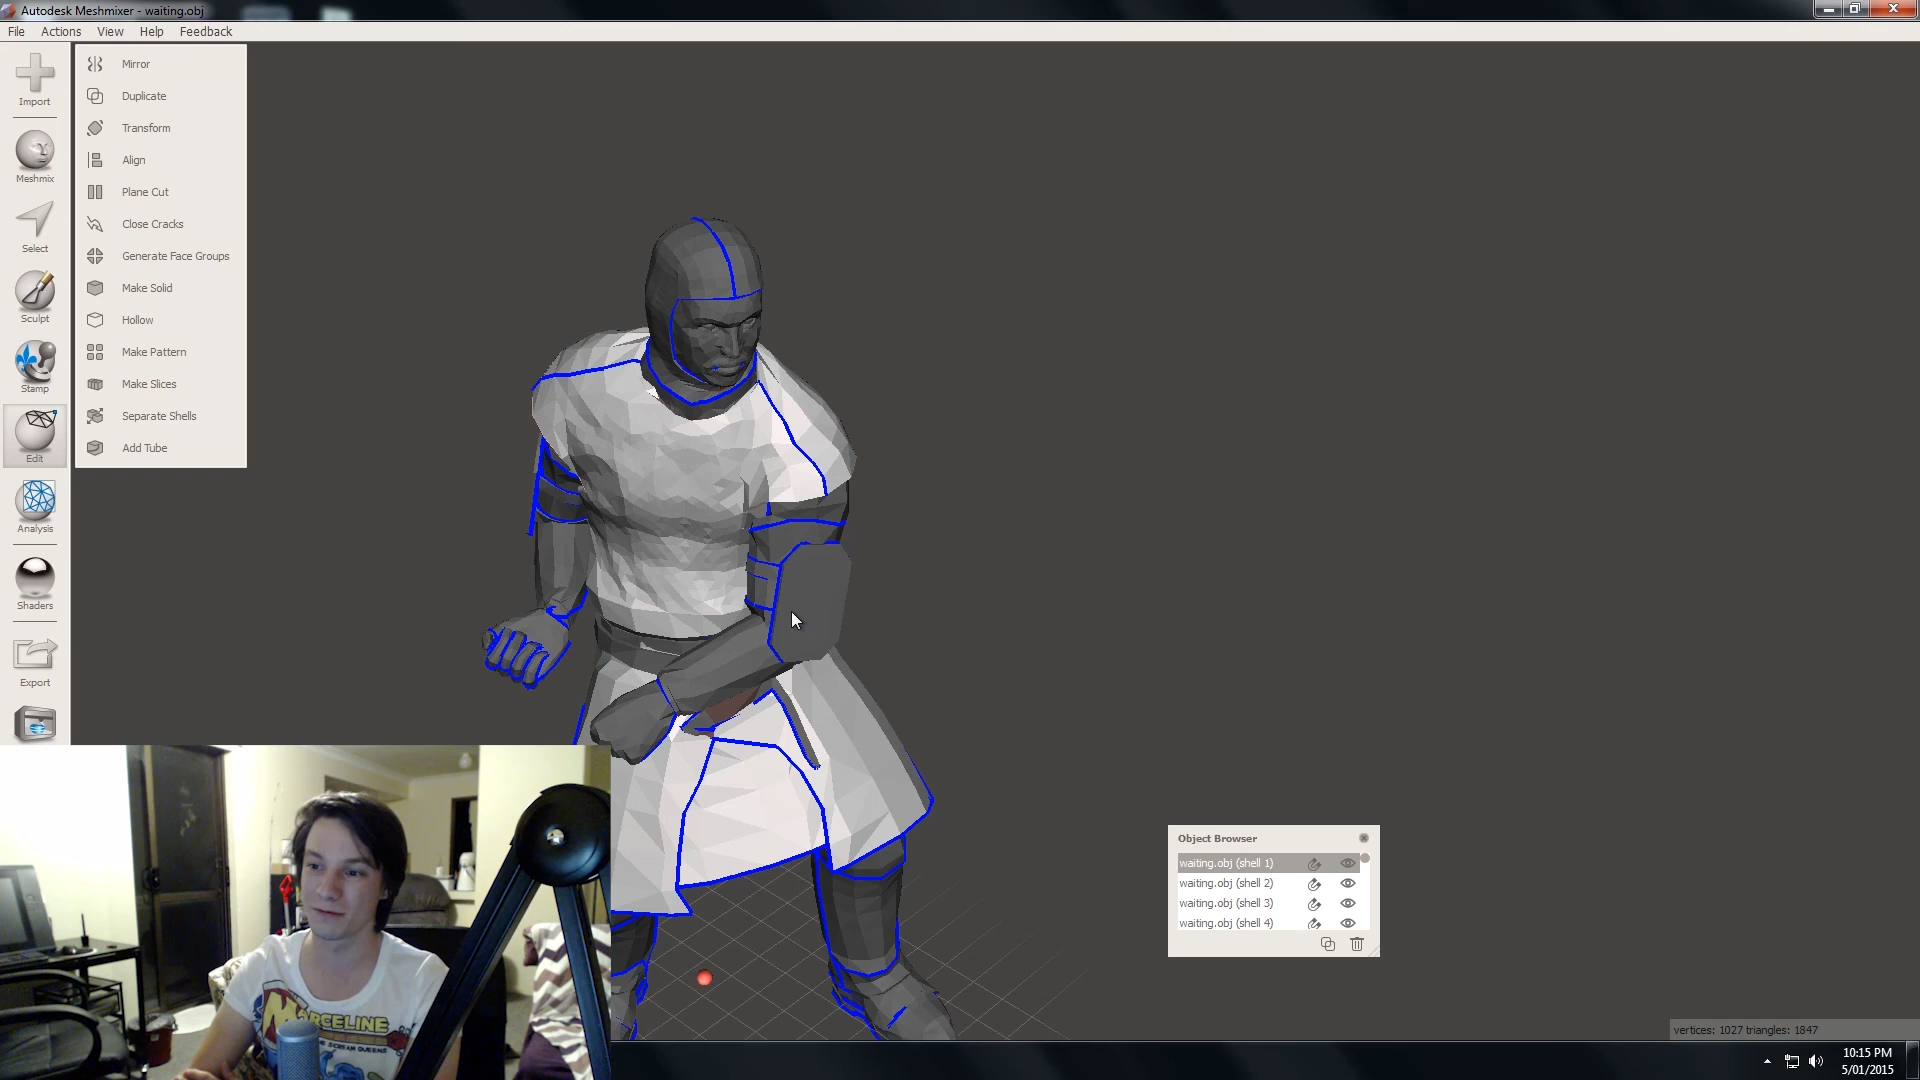 Autodesk Meshmixer - waiting.obj
File Actions View Help Feedback
Import
Meshmix
Select
Sculpt
Stamp
Edit
Analysis
Shaders
Export
Mirror
Duplicate
Transform
Align
Plane Cut
Close Cracks
Generate Face Groups
Make Solid
Hollow
Make Pattern
Make Slices
Separate Shells
Add Tube
Object Browser
waiting.obj (shell 1)
waiting.obj (shell 2)
waiting.obj (shell 3)
waiting.obj (shell 4)
vertices: 1027 triangles: 1847
MARCELINE
SCREAM QUEENS
10:15 PM
5/01/2015